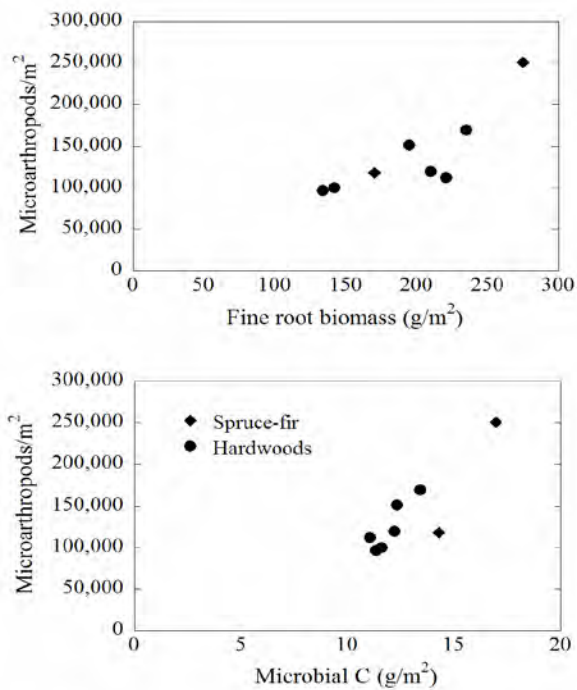 300,000
250,000
200,000
150,000
100,000
50,000
0
Microarthropods/m²
0 50 100 150 200 250 300
Fine root biomass (g/m²)
300,000
250,000
200,000
150,000
100,000
50,000
0
Microarthropods/m²
Spruce-fir
Hardwoods
0 5 10 15 20
Microbial C (g/m²)